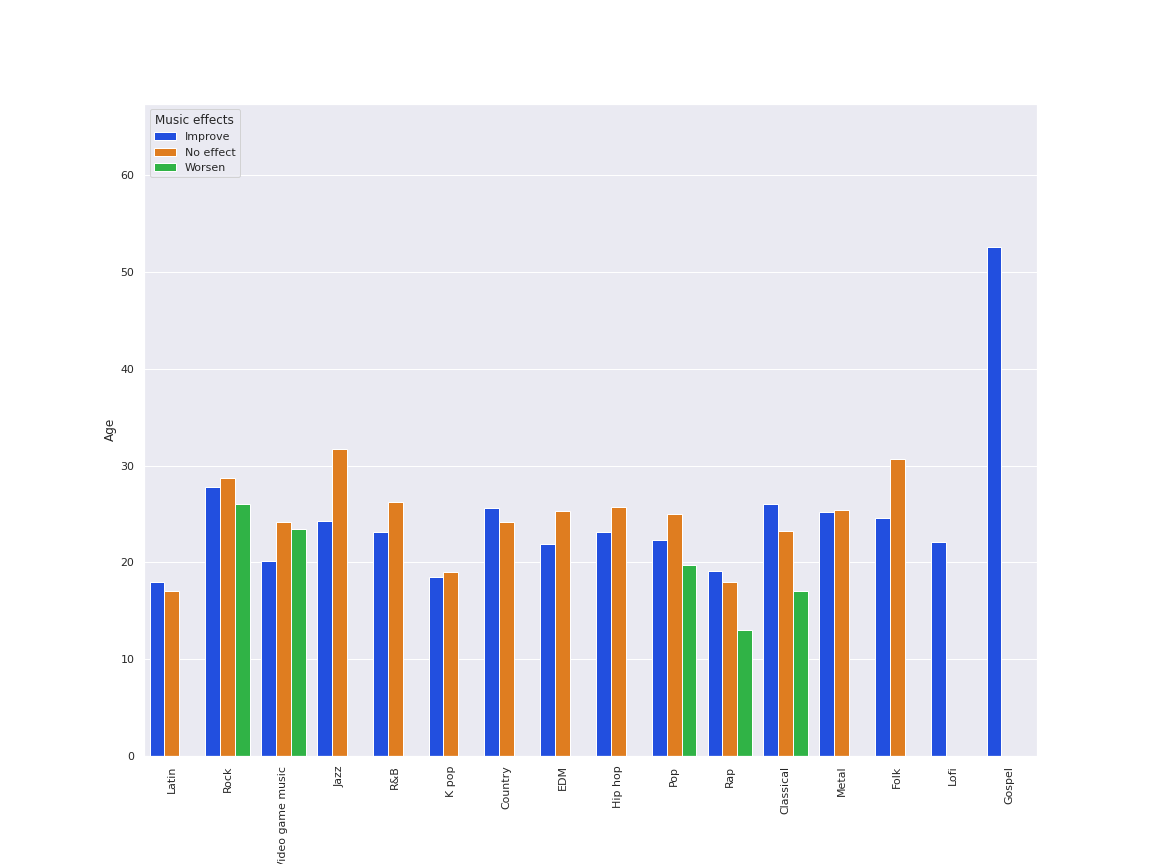 Music effects
Improve
No effect
Worsen
60
50
40
30
20
10
0
Age
Latin
Rock
Video game music
Jazz
R&B
K pop
Country
EDM
Hip hop
Pop
Rap
Classical
Metal
Folk
Lofi
Gospel